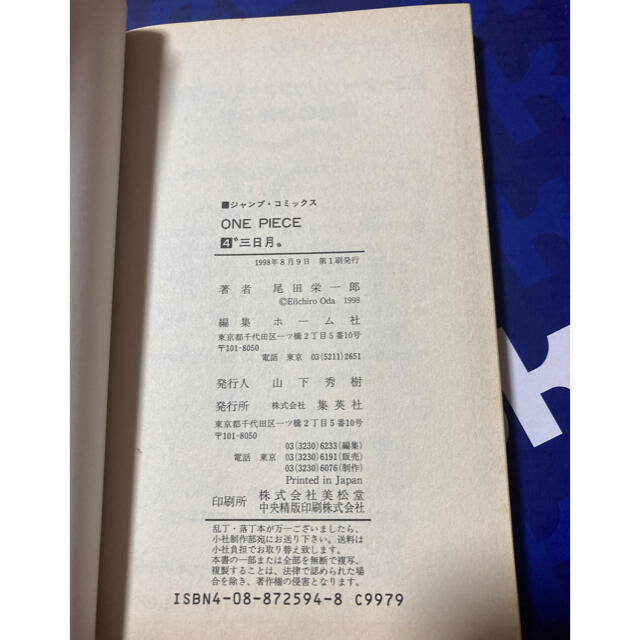 ■ジャンプ・コミックス
ONE PIECE
4〝三日月〟
1998年8月9日 第1刷発行
著者 尾田栄一郎
©Eiichiro Oda 1998
編集 ホーム社
東京都千代田区一ツ橋2丁目5番10号
〒101-8050
電話 東京 03(5211)2651
発行人 山下秀樹
発行所 株式会社 集英社
東京都千代田区一ツ橋2丁目5番10号
〒101-8050
03(3230)6233(編集)
電話 東京 03(3230)6191(販売)
03(3230)6076(制作)
Printed in Japan
印刷所 株式会社美松堂
中央精版印刷株式会社
乱丁・落丁本が万一ございましたら、
小社制作部宛にお送り下さい。送料は
小社負担でお取り替え致します。
本書の一部または全部を無断で複写、
複製することは、法律で認められた場
合を除き、著作権の侵害となります。
ISBN4-08-872594-8 C9979